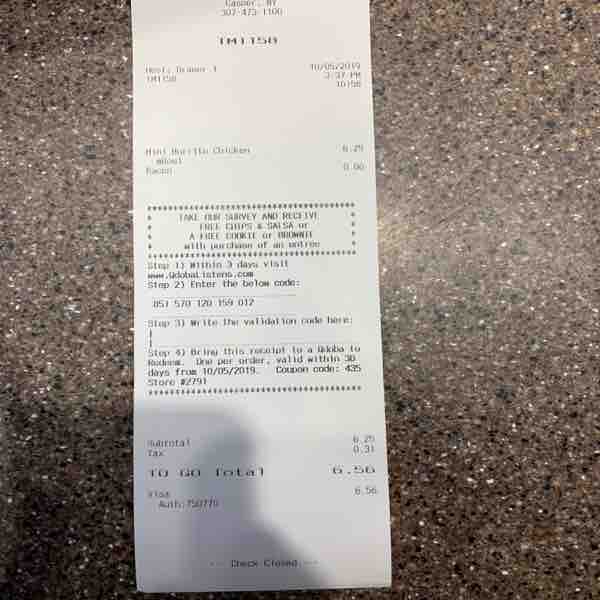 Casper, WY
307-473-1100
TM1158
Host: Drawer 1 10/05/2019
TM1158 3:37 PM
10158
Mini Burrito Chicken 6.25
#Bowl
Bacon 0.00
****************************************
* TAKE OUR SURVEY AND RECEIVE *
* FREE CHIPS & SALSA or *
* A FREE COOKIE or BROWNIE *
* with purchase of an entree *
****************************************
Step 1) Within 3 days visit
www.QdobaListens.com
Step 2) Enter the below code:
051 570 120 159 012
Step 3) Write the validation code here:
|
|
Step 4) Bring this receipt to a Qdoba to
Redeem. One per order, valid within 30
days from 10/05/2019. Coupon code: 435
Store #2791
****************************************
Subtotal 6.25
Tax 0.31
TO GO Total 6.56
Visa 6.56
Auth:750770
--- Check Closed ---